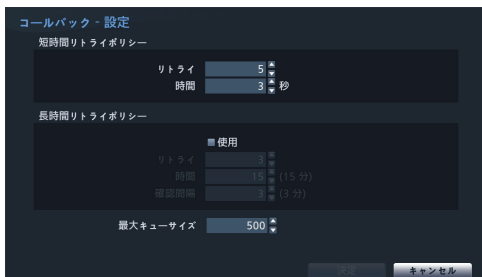 コールバック - 設定
短時間リトライポリシー
リトライ 5
時間 3 秒
長時間リトライポリシー
使用
リトライ 3
時間 15 (15 分)
確認間隔 3 (3 分)
最大キューサイズ 500
決定 キャンセル